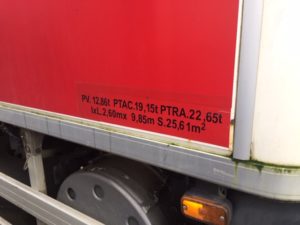 PV. 12,86t PTAC.19,15t PTRA.22,65t
lxL.2,60mx 9,85m S.25,61m²